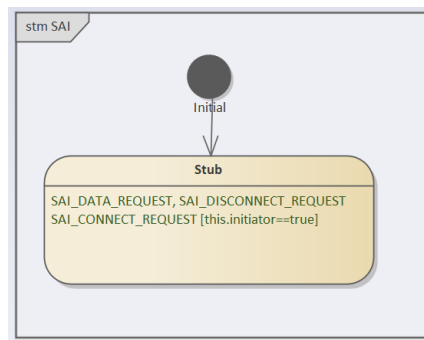 stm SAI
Initial
Stub
SAI_DATA_REQUEST, SAI_DISCONNECT_REQUEST
SAI_CONNECT_REQUEST [this.initiator==true]